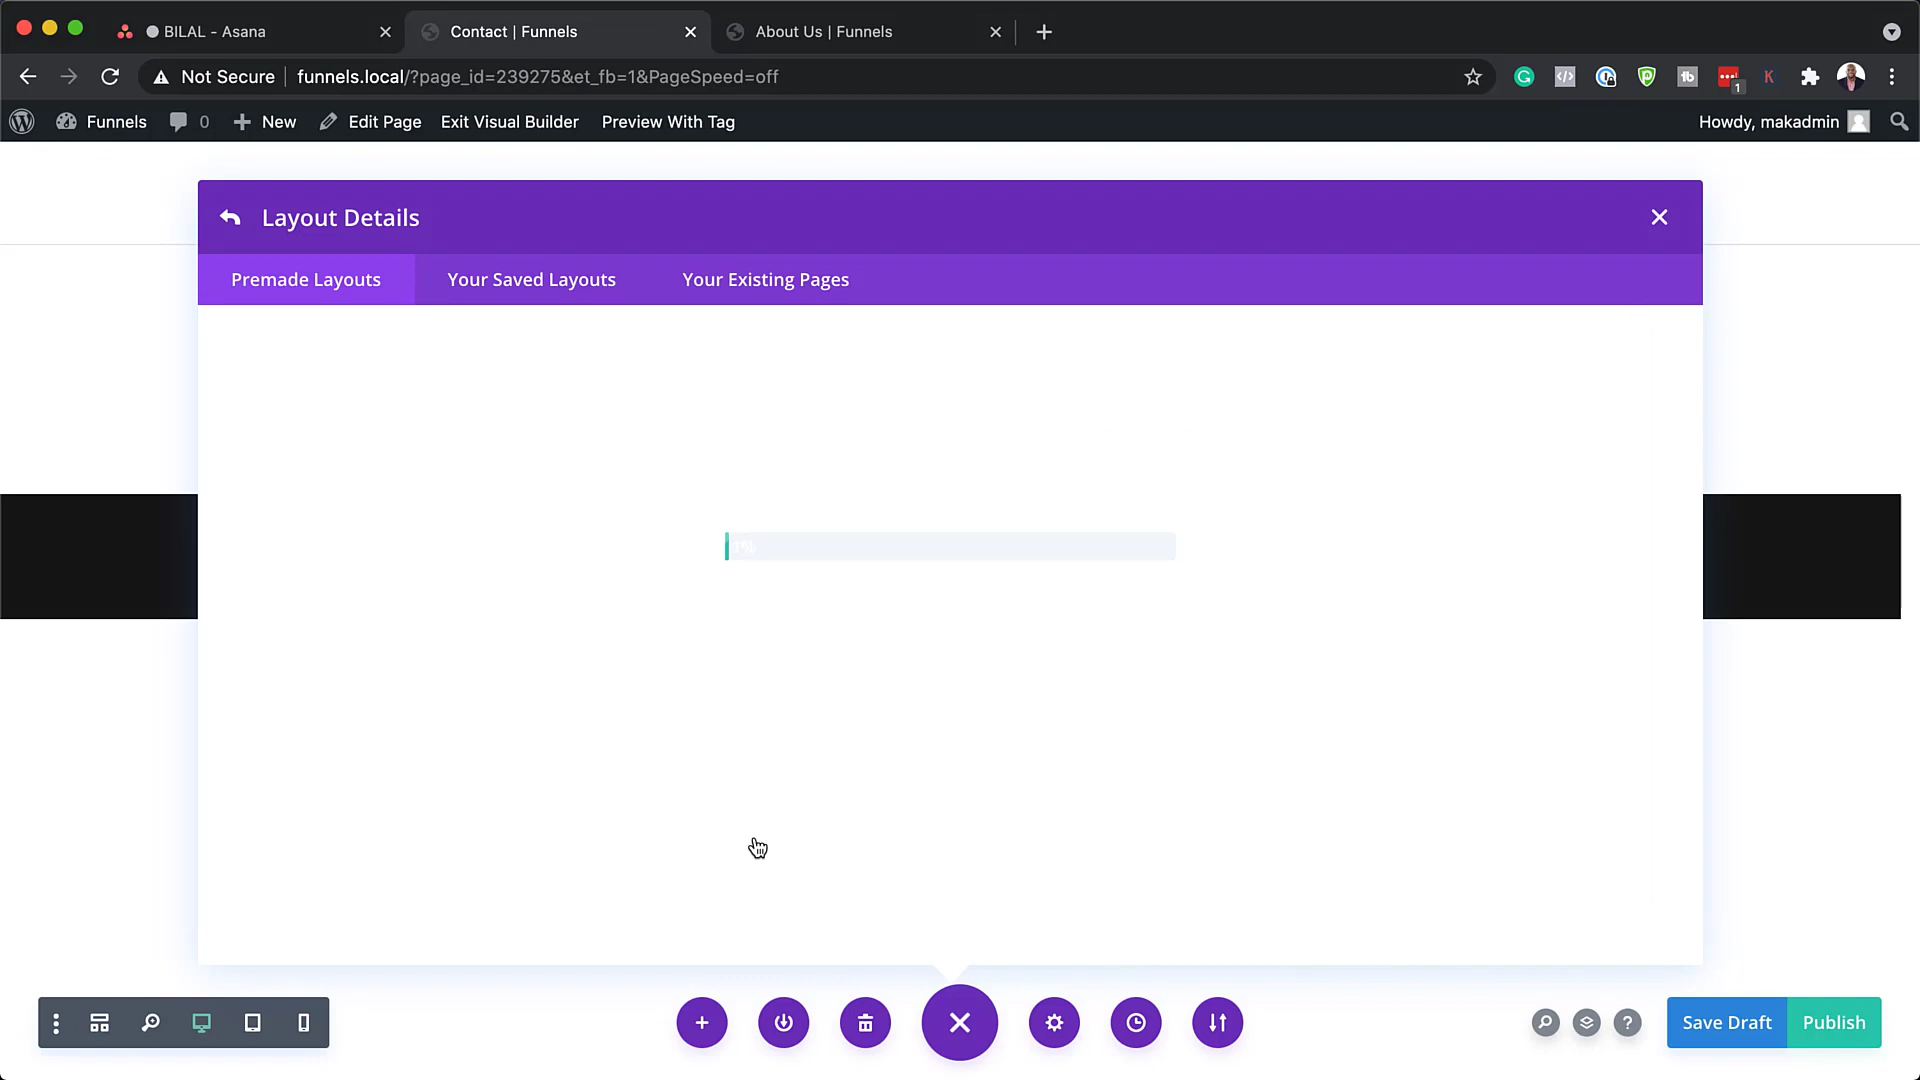 BILAL - Asana
Contact | Funnels
About Us | Funnels
Not Secure
funnels.local/?page_id=239275&et_fb=1&PageSpeed=off
1
Funnels
0
New
Edit Page
Exit Visual Builder
Preview With Tag
Howdy, makadmin
Layout Details
Premade Layouts
Your Saved Layouts
Your Existing Pages
1%
Save Draft
Publish